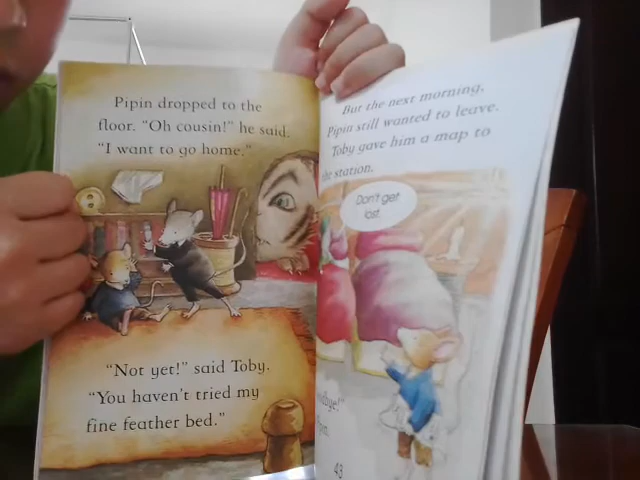 Pipin dropped to the
floor. "Oh cousin!" he said.
"I want to go home."
"Not yet!" said Toby.
"You haven't tried my
fine feather bed."
But the next morning,
Pipin still wanted to leave.
Toby gave him a map to
the station.
Don't get
lost.
43